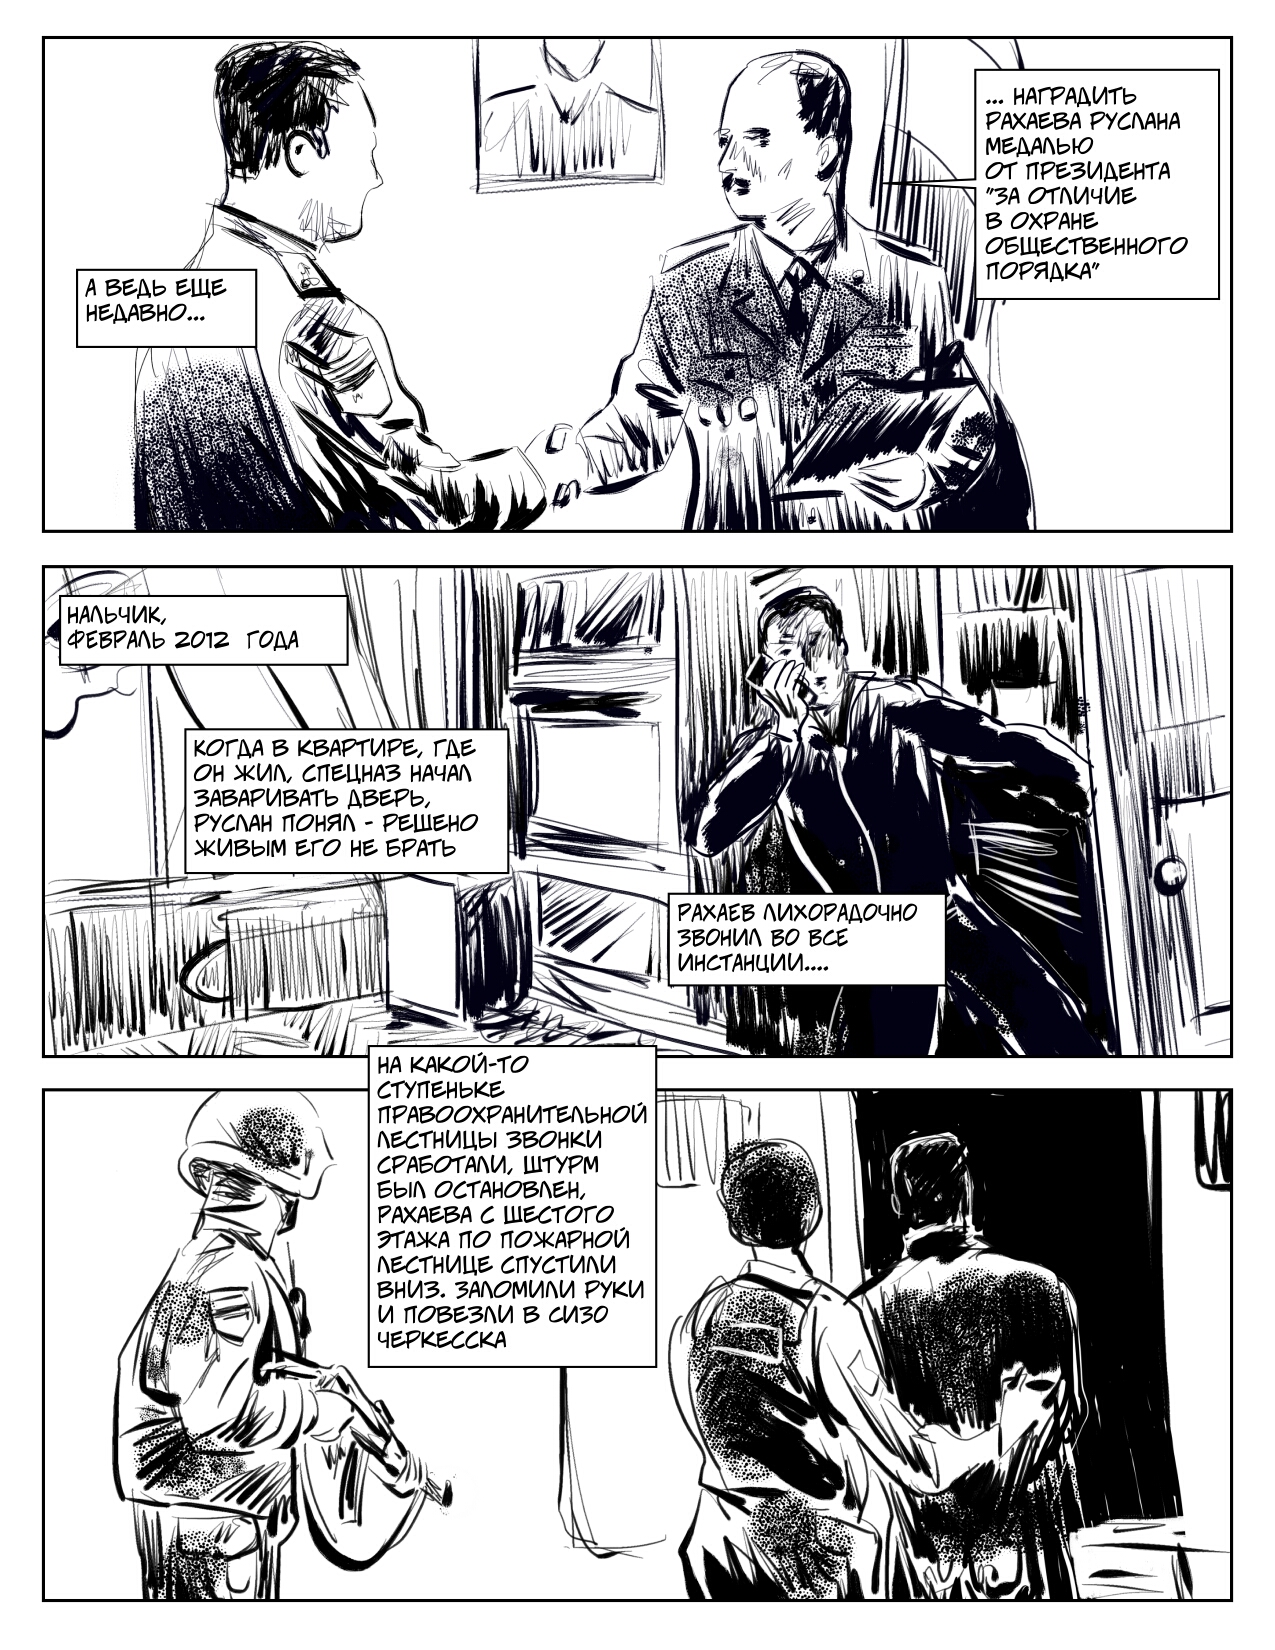 А ВЕДЬ ЕЩЕ
НЕДАВНО...
... НАГРАДИТЬ
РАХАЕВА РУСЛАНА
МЕДАЛЬЮ
ОТ ПРЕЗИДЕНТА
"ЗА ОТЛИЧИЕ
В ОХРАНЕ
ОБЩЕСТВЕННОГО
ПОРЯДКА"
НАЛЬЧИК,
ФЕВРАЛЬ 2012 ГОДА
КОГДА В КВАРТИРЕ, ГДЕ
ОН ЖИЛ, СПЕЦНАЗ НАЧАЛ
ЗАВАРИВАТЬ ДВЕРЬ,
РУСЛАН ПОНЯЛ - РЕШЕНО
ЖИВЫМ ЕГО НЕ БРАТЬ
РАХАЕВ ЛИХОРАДОЧНО
ЗВОНИЛ ВО ВСЕ
ИНСТАНЦИИ....
НА КАКОЙ-ТО
СТУПЕНЬКЕ
ПРАВООХРАНИТЕЛЬНОЙ
ЛЕСТНИЦЫ ЗВОНКИ
СРАБОТАЛИ, ШТУРМ
БЫЛ ОСТАНОВЛЕН,
РАХАЕВА С ШЕСТОГО
ЭТАЖА ПО ПОЖАРНОЙ
ЛЕСТНИЦЕ СПУСТИЛИ
ВНИЗ. ЗАЛОМИЛИ РУКИ
И ПОВЕЗЛИ В СИЗО
ЧЕРКЕССКА